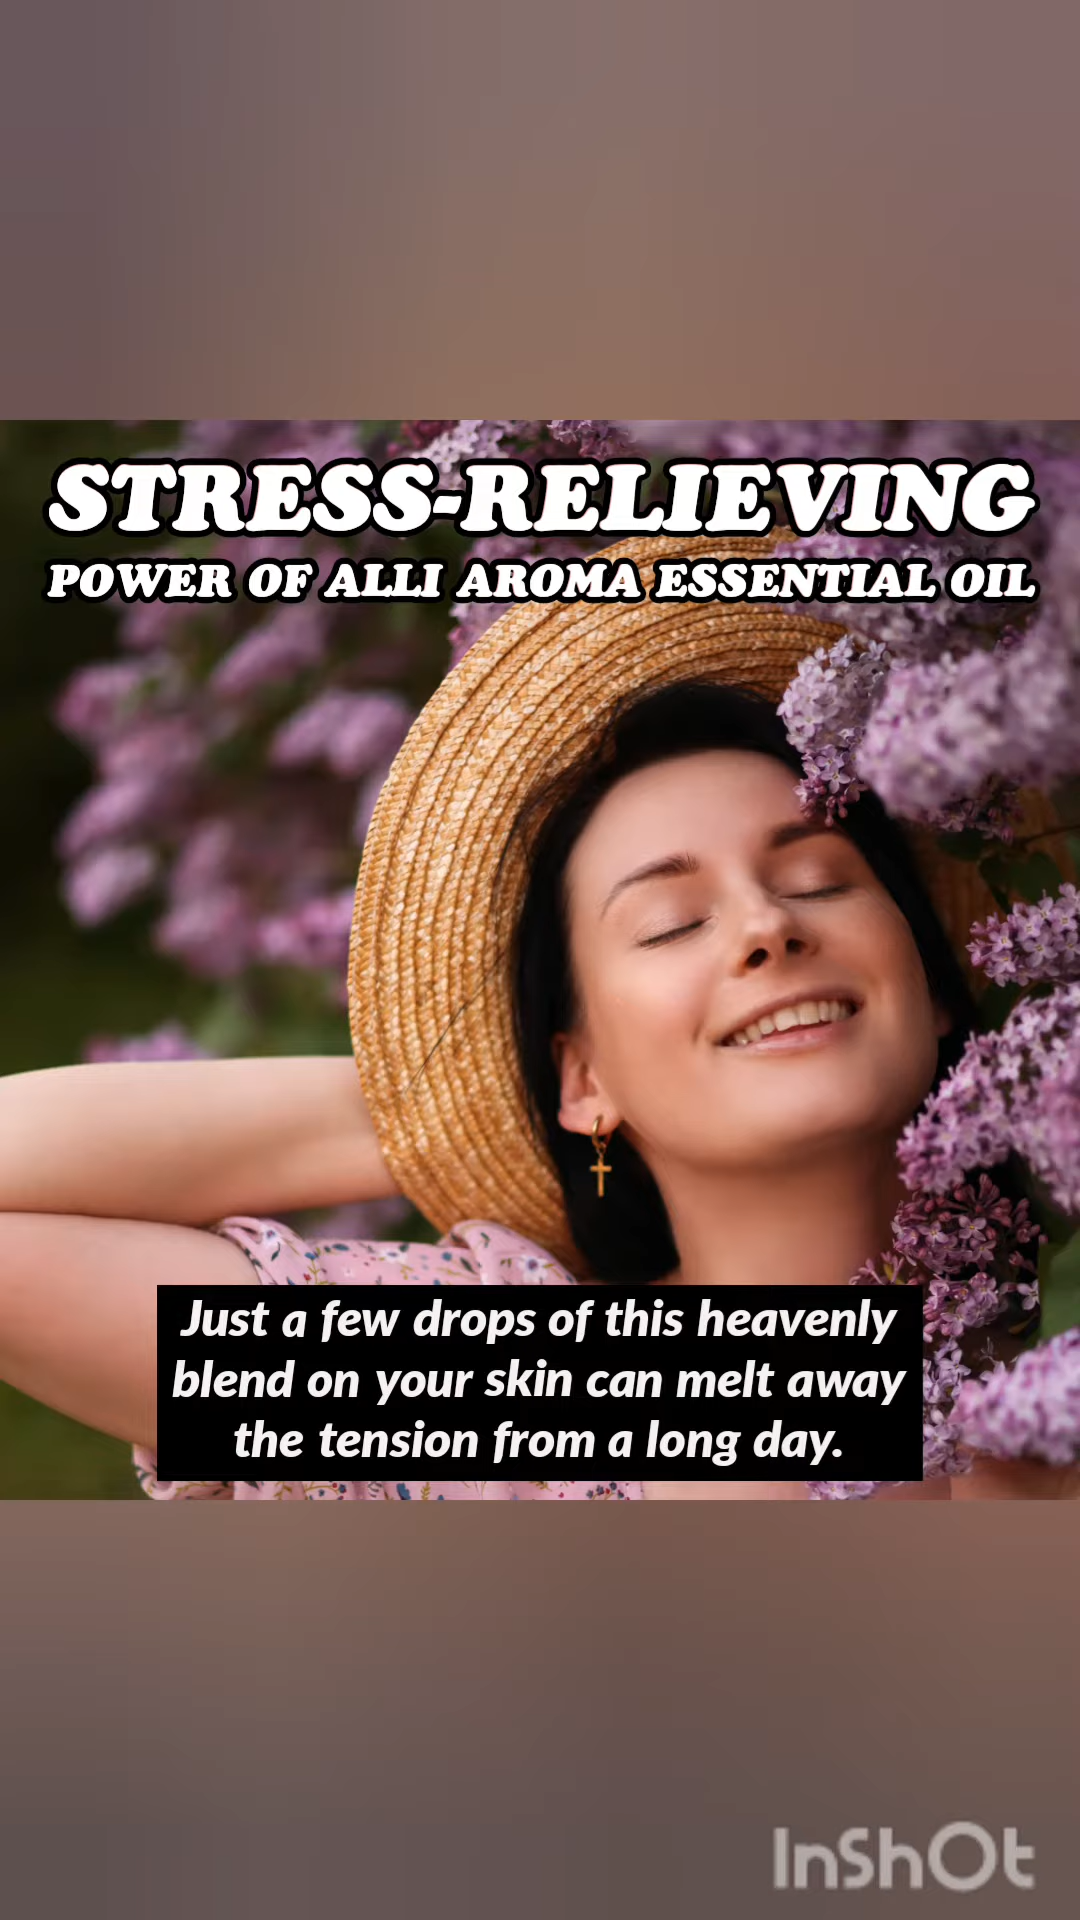 STRESS-RELIEVING
POWER OF ALLI AROMA ESSENTIAL OIL
Just a few drops of this heavenly
blend on your skin can melt away
the tension from a long day.
InShOt